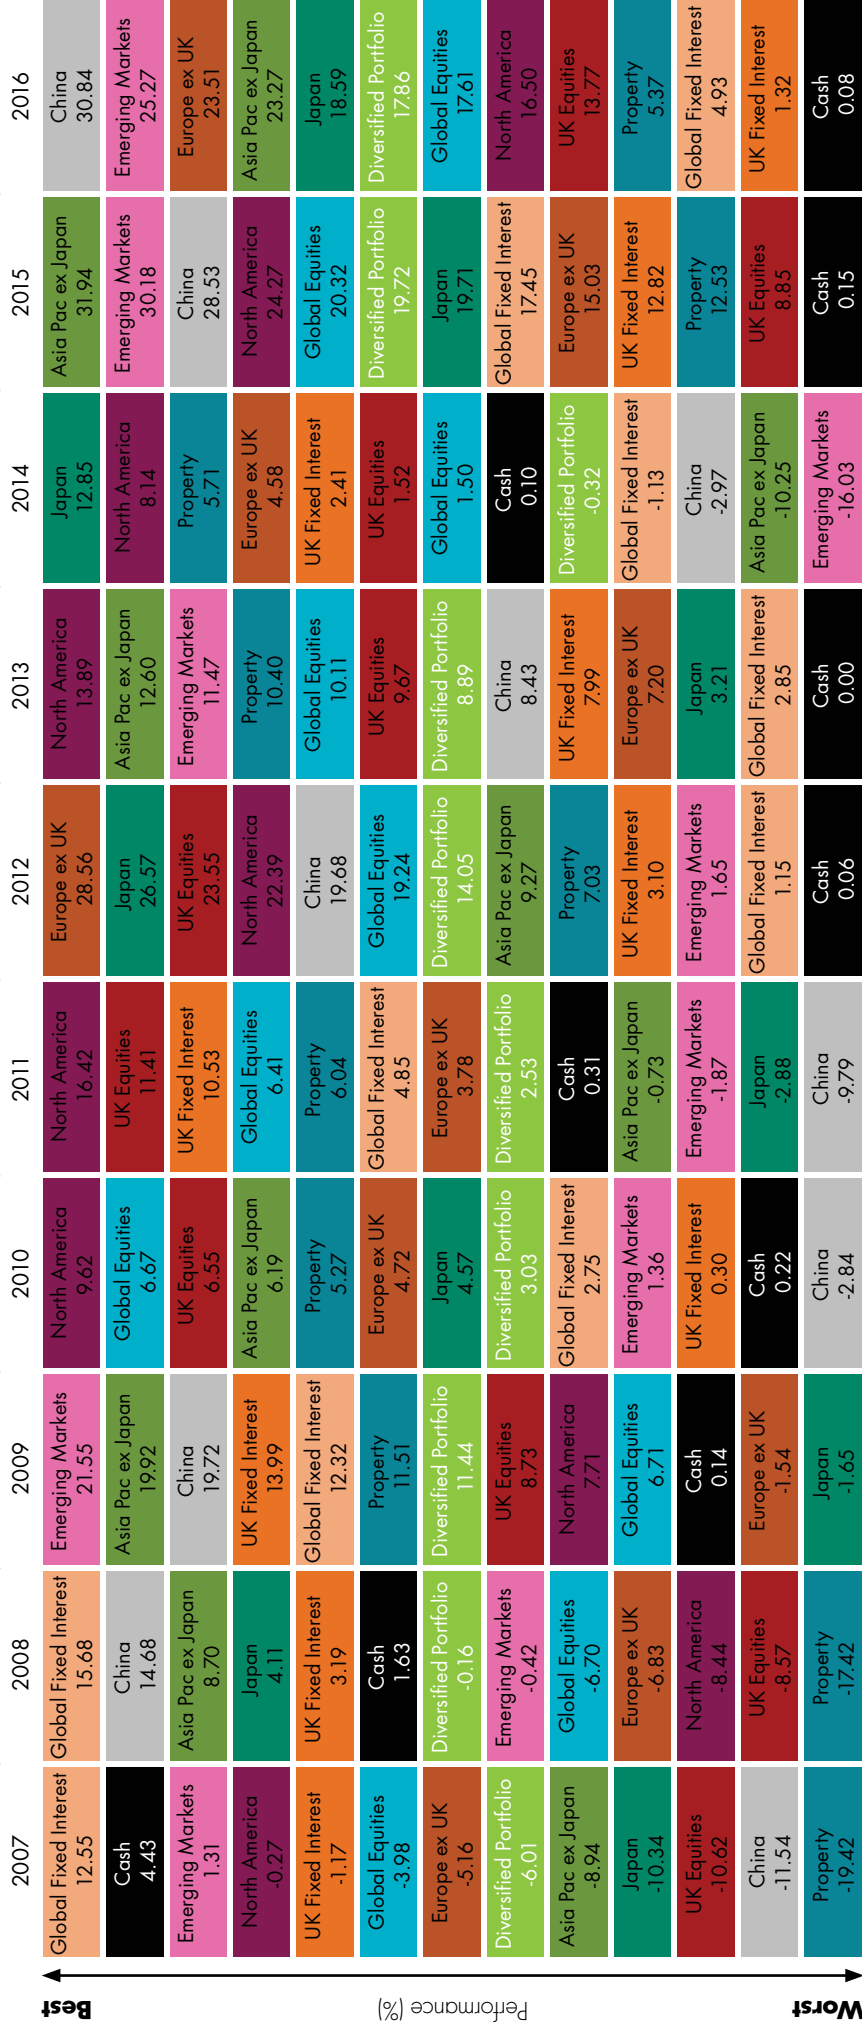 2007
2008
2009
2010
2011
2012
2013
2014
2015
2016
Best
Performance (%)
Worst
Global Fixed Interest
12.55
Cash
4.43
Emerging Markets
1.31
North America
-0.27
UK Fixed Interest
-1.17
Global Equities
-3.98
Europe ex UK
-5.16
Diversified Portfolio
-6.01
Asia Pac ex Japan
-8.94
Japan
-10.34
UK Equities
-10.62
China
-11.54
Property
-19.42
Global Fixed Interest
15.68
China
14.68
Asia Pac ex Japan
8.70
Japan
4.11
UK Fixed Interest
3.19
Cash
1.63
Diversified Portfolio
-0.16
Emerging Markets
-0.42
Global Equities
-6.70
Europe ex UK
-6.83
North America
-8.44
UK Equities
-8.57
Property
-17.42
Emerging Markets
21.55
Asia Pac ex Japan
19.92
China
19.72
UK Fixed Interest
13.99
Global Fixed Interest
12.32
Property
11.51
Diversified Portfolio
11.44
UK Equities
8.73
North America
7.71
Global Equities
6.71
Cash
0.14
Europe ex UK
-1.54
Japan
-1.65
North America
9.62
Global Equities
6.67
UK Equities
6.55
Asia Pac ex Japan
6.19
Property
5.27
Europe ex UK
4.72
Japan
4.57
Diversified Portfolio
3.03
Global Fixed Interest
2.75
Emerging Markets
1.36
UK Fixed Interest
0.30
Cash
0.22
China
-2.84
North America
16.42
UK Equities
11.41
UK Fixed Interest
10.53
Global Equities
6.41
Property
6.04
Global Fixed Interest
4.85
Europe ex UK
3.78
Diversified Portfolio
2.53
Cash
0.31
Asia Pac ex Japan
-0.73
Emerging Markets
-1.87
Japan
-2.88
China
-9.79
Europe ex UK
28.56
Japan
26.57
UK Equities
23.55
North America
22.39
China
19.68
Global Equities
19.24
Diversified Portfolio
14.05
Asia Pac ex Japan
9.27
Property
7.03
UK Fixed Interest
3.10
Emerging Markets
1.65
Global Fixed Interest
1.15
Cash
0.06
North America
13.89
Asia Pac ex Japan
12.60
Emerging Markets
11.47
Property
10.40
Global Equities
10.11
UK Equities
9.67
Diversified Portfolio
8.89
China
8.43
UK Fixed Interest
7.99
Europe ex UK
7.20
Japan
3.21
Global Fixed Interest
2.85
Cash
0.00
Japan
12.85
North America
8.14
Property
5.71
Europe ex UK
4.58
UK Fixed Interest
2.41
UK Equities
1.52
Global Equities
1.50
Cash
0.10
Diversified Portfolio
-0.32
Global Fixed Interest
-1.13
China
-2.97
Asia Pac ex Japan
-10.25
Emerging Markets
-16.03
Asia Pac ex Japan
31.94
Emerging Markets
30.18
China
28.53
North America
24.27
Global Equities
20.32
Diversified Portfolio
19.72
Japan
19.71
Global Fixed Interest
17.45
Europe ex UK
15.03
UK Fixed Interest
12.82
Property
12.53
UK Equities
8.85
Cash
0.15
China
30.84
Emerging Markets
25.27
Europe ex UK
23.51
Asia Pac ex Japan
23.27
Japan
18.59
Diversified Portfolio
17.86
Global Equities
17.61
North America
16.50
UK Equities
13.77
Property
5.37
Global Fixed Interest
4.93
UK Fixed Interest
1.32
Cash
0.08